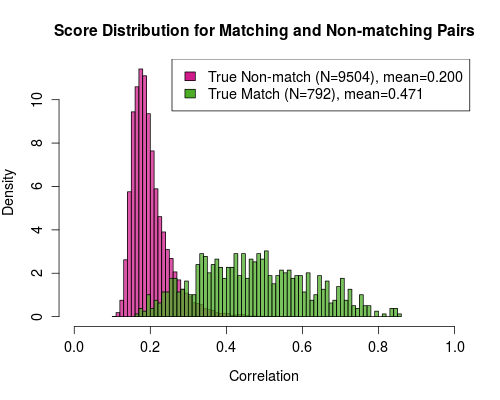 Score Distribution for Matching and Non-matching Pairs
True Non-match (N=9504), mean=0.200
True Match (N=792), mean=0.471
Density
10
8
6
4
2
0
0.0 0.2 0.4 0.6 0.8 1.0
Correlation